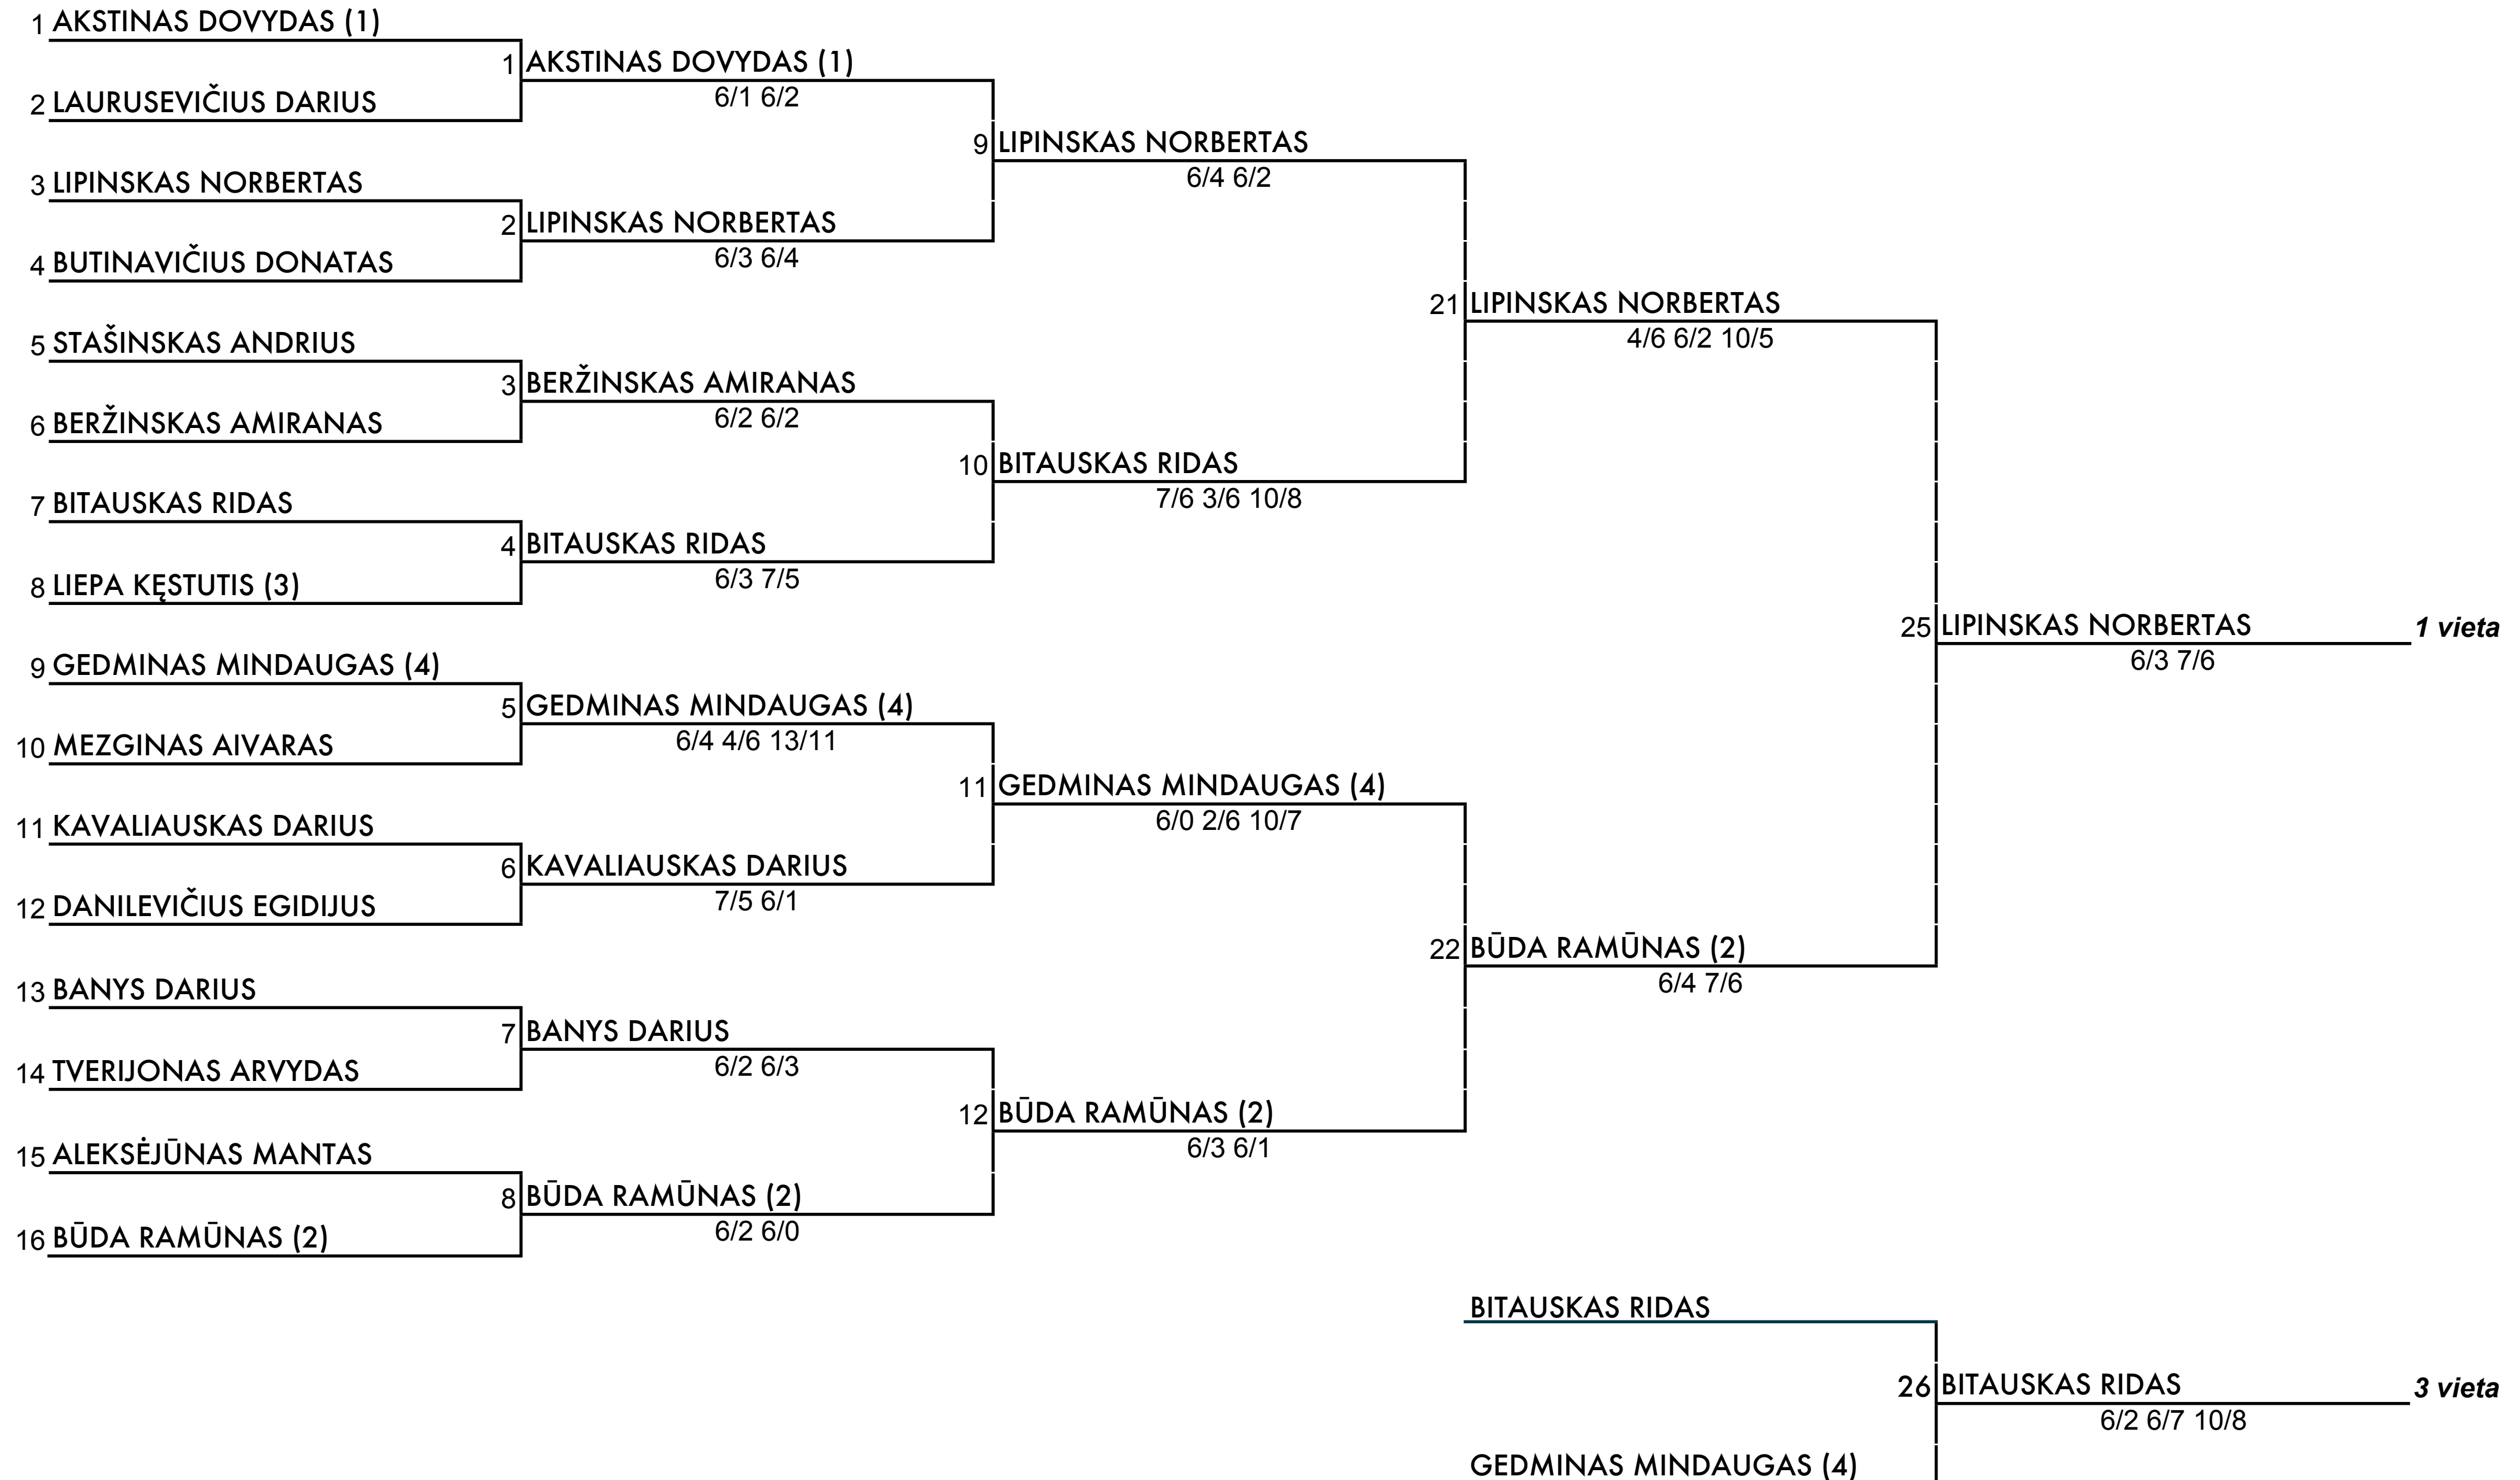 1 AKSTINAS DOVYDAS (1)
1 AKSTINAS DOVYDAS (1)
6/1 6/2
2 LAURUSEVIČIUS DARIUS
9 LIPINSKAS NORBERTAS
6/4 6/2
3 LIPINSKAS NORBERTAS
2 LIPINSKAS NORBERTAS
6/3 6/4
4 BUTINAVIČIUS DONATAS
21 LIPINSKAS NORBERTAS
4/6 6/2 10/5
5 STAŠINSKAS ANDRIUS
3 BERŽINSKAS AMIRANAS
6/2 6/2
6 BERŽINSKAS AMIRANAS
10 BITAUSKAS RIDAS
7/6 3/6 10/8
7 BITAUSKAS RIDAS
4 BITAUSKAS RIDAS
6/3 7/5
8 LIEPA KĘSTUTIS (3)
25 LIPINSKAS NORBERTAS 1 vieta
6/3 7/6
9 GEDMINAS MINDAUGAS (4)
5 GEDMINAS MINDAUGAS (4)
6/4 4/6 13/11
10 MEZGINAS AIVARAS
11 GEDMINAS MINDAUGAS (4)
6/0 2/6 10/7
11 KAVALIAUSKAS DARIUS
6 KAVALIAUSKAS DARIUS
7/5 6/1
12 DANILEVIČIUS EGIDIJUS
22 BŪDA RAMŪNAS (2)
6/4 7/6
13 BANYS DARIUS
7 BANYS DARIUS
6/2 6/3
14 TVERIJONAS ARVYDAS
12 BŪDA RAMŪNAS (2)
6/3 6/1
15 ALEKSĖJŪNAS MANTAS
8 BŪDA RAMŪNAS (2)
6/2 6/0
16 BŪDA RAMŪNAS (2)
BITAUSKAS RIDAS
26 BITAUSKAS RIDAS 3 vieta
6/2 6/7 10/8
GEDMINAS MINDAUGAS (4)